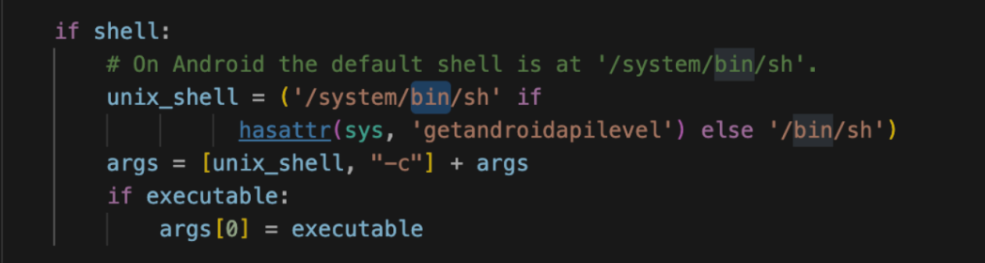 if shell:
# On Android the default shell is at '/system/bin/sh'.
unix_shell = ('/system/bin/sh' if
hasattr(sys, 'getandroidapilevel') else '/bin/sh')
args = [unix_shell, "-c"] + args
if executable:
args[0] = executable